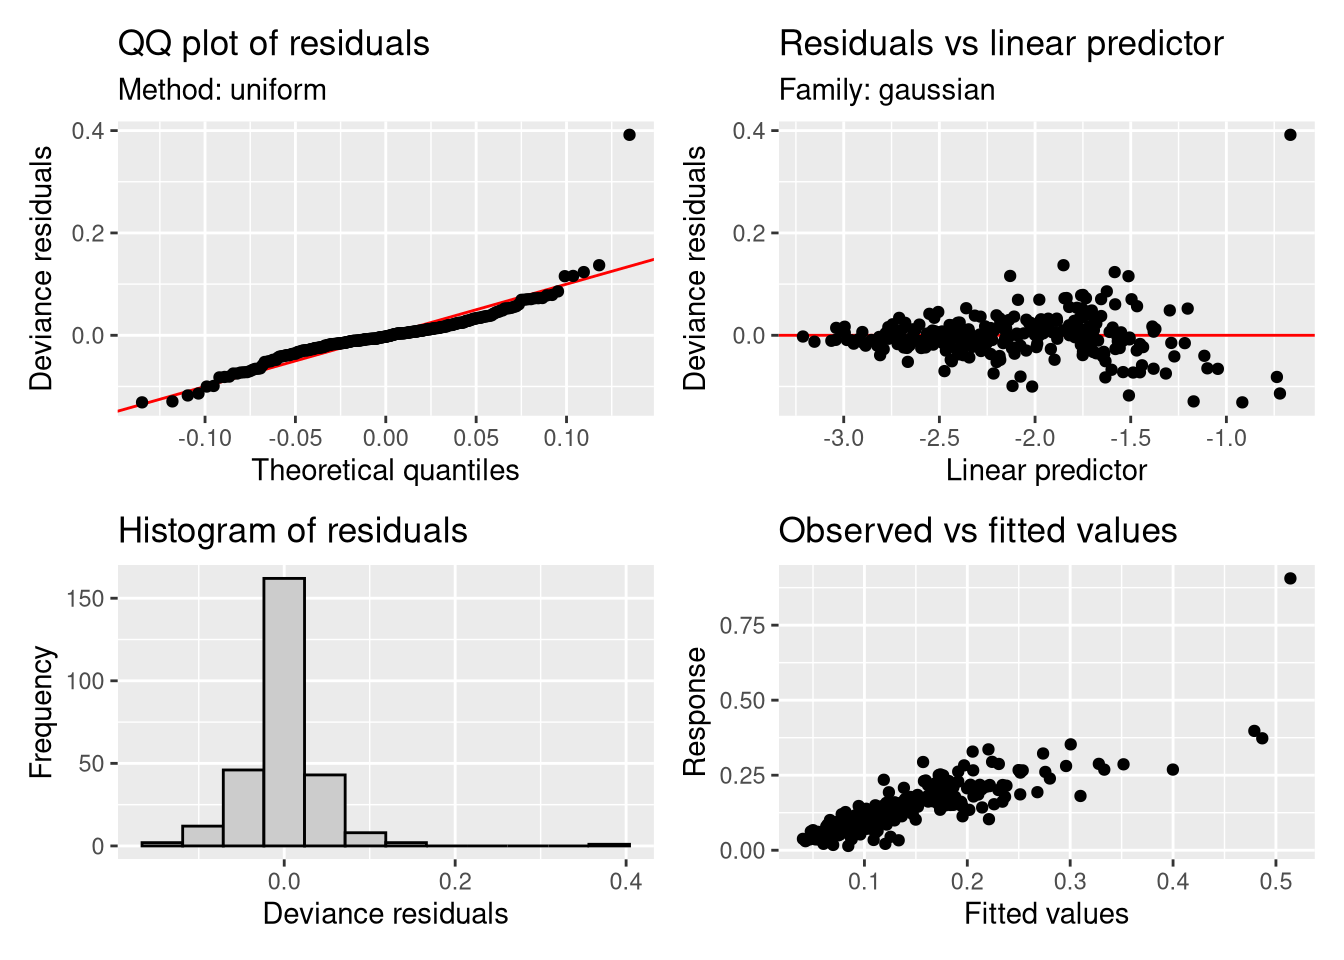 QQ plot of residuals
Method: uniform
0.4
0.2
0.0
Deviance residuals
-0.10 -0.05 0.00 0.05 0.10
Theoretical quantiles
Residuals vs linear predictor
Family: gaussian
0.4
0.2
0.0
Deviance residuals
-3.0 -2.5 -2.0 -1.5 -1.0
Linear predictor
Histogram of residuals
150
100
50
0
Frequency
0.0 0.2 0.4
Deviance residuals
Observed vs fitted values
0.75
0.50
0.25
0.00
Response
0.1 0.2 0.3 0.4 0.5
Fitted values